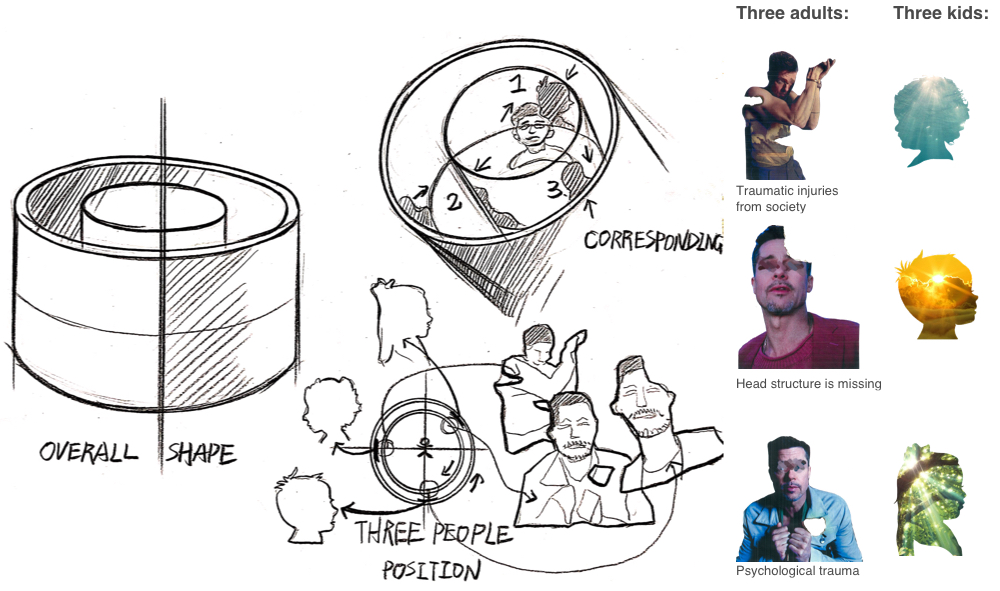 Three adults:
Three kids:
1
2
3.
CORRESPONDING
Traumatic injuries
from society
Head structure is missing
OVERALL SHAPE
THREE PEOPLE
POSITION
Psychological trauma